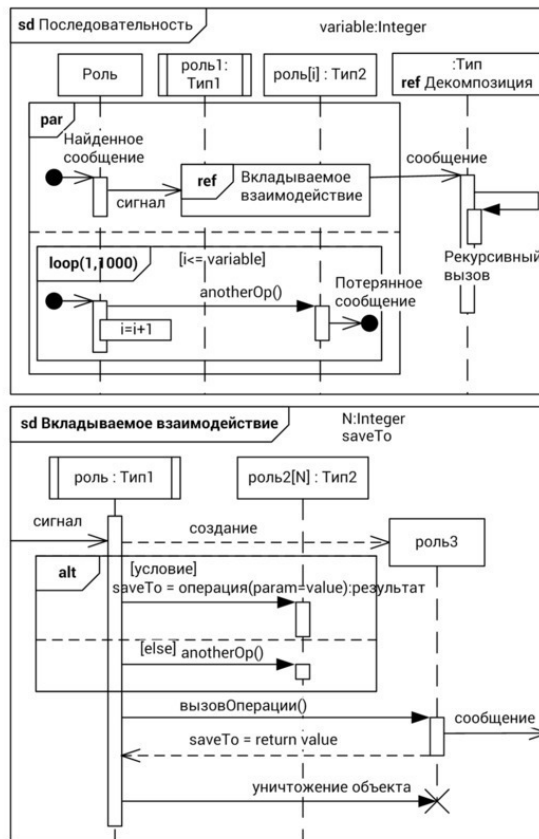 sd Последовательность
variable:Integer
Роль
роль1:
Тип1
роль[i] : Тип2
:Тип
ref Декомпозиция
par
Найденное
сообщение
сигнал
ref
Вкладываемое
взаимодействие
сообщение
Рекурсивный
вызов
loop(1,1000)
[i<= variable]
anotherOp()
Потерянное
сообщение
i=i+1
sd Вкладываемое взаимодействие
N:Integer
saveTo
роль : Тип1
роль2[N] : Тип2
сигнал
создание
роль3
alt
[условие]
saveTo = операция(param=value):результат
[else]
anotherOp()
вызовОперации()
сообщение
saveTo = return value
уничтожение объекта